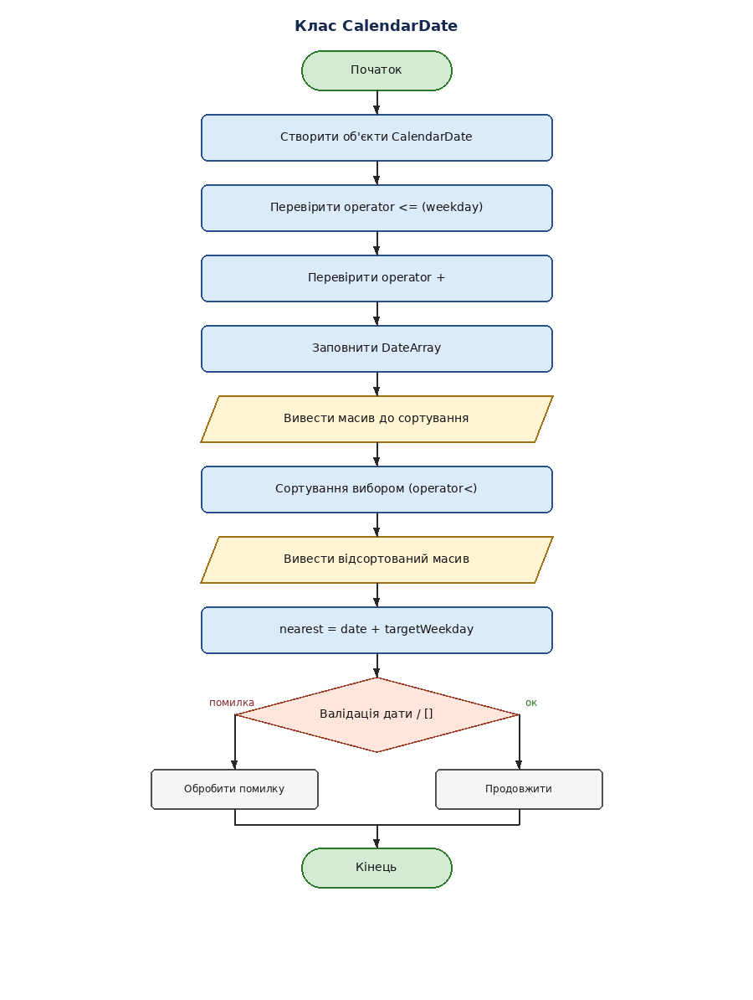 Клас CalendarDate
Початок
Створити об'єкти CalendarDate
Перевірити operator <= (weekday)
Перевірити operator +
Заповнити DateArray
Вивести масив до сортування
Сортування вибором (operator<)
Вивести відсортований масив
nearest = date + targetWeekday
помилка
Валідація дати / []
ок
Обробити помилку
Продовжити
Кінець